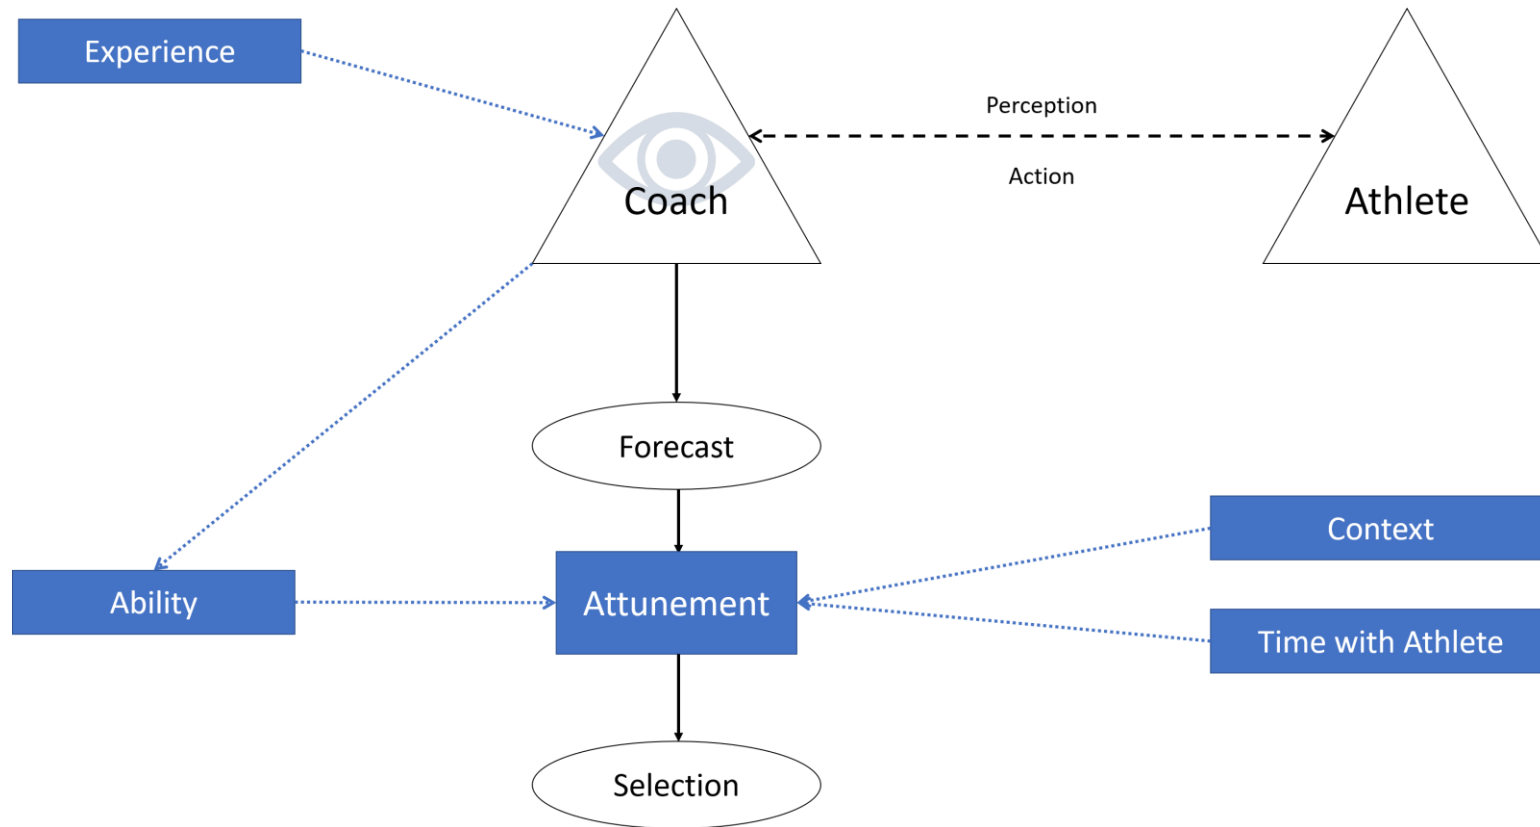 Experience
Perception
Action
Coach
Athlete
Forecast
Context
Ability
Attunement
Time with Athlete
Selection